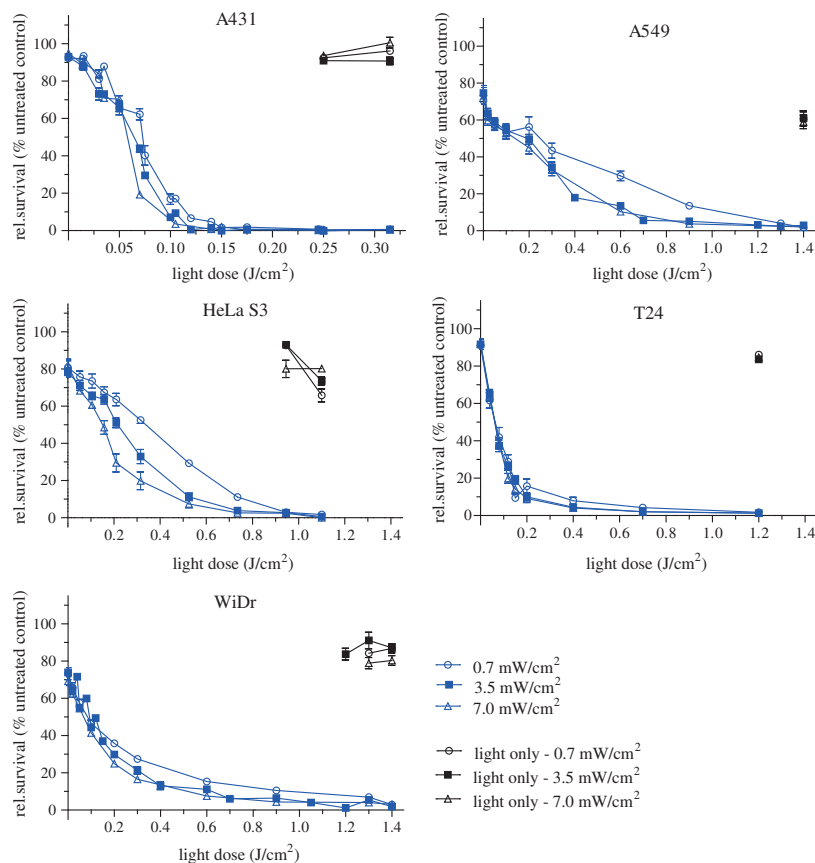 A431
rel.survival (% untreated control)
100
80
60
40
20
0
0.05 0.10 0.15 0.20 0.25 0.30
light dose (J/cm²)
A549
rel.survival (% untreated control)
100
80
60
40
20
0
0.2 0.4 0.6 0.8 1.0 1.2 1.4
light dose (J/cm²)
HeLa S3
rel.survival (% untreated control)
100
80
60
40
20
0
0.2 0.4 0.6 0.8 1.0 1.2 1.4
light dose (J/cm²)
T24
rel.survival (% untreated control)
100
80
60
40
20
0
0.2 0.4 0.6 0.8 1.0 1.2 1.4
light dose (J/cm²)
WiDr
rel.survival (% untreated control)
100
80
60
40
20
0
0.2 0.4 0.6 0.8 1.0 1.2 1.4
light dose (J/cm²)
0.7 mW/cm²
3.5 mW/cm²
7.0 mW/cm²
light only - 0.7 mW/cm²
light only - 3.5 mW/cm²
light only - 7.0 mW/cm²